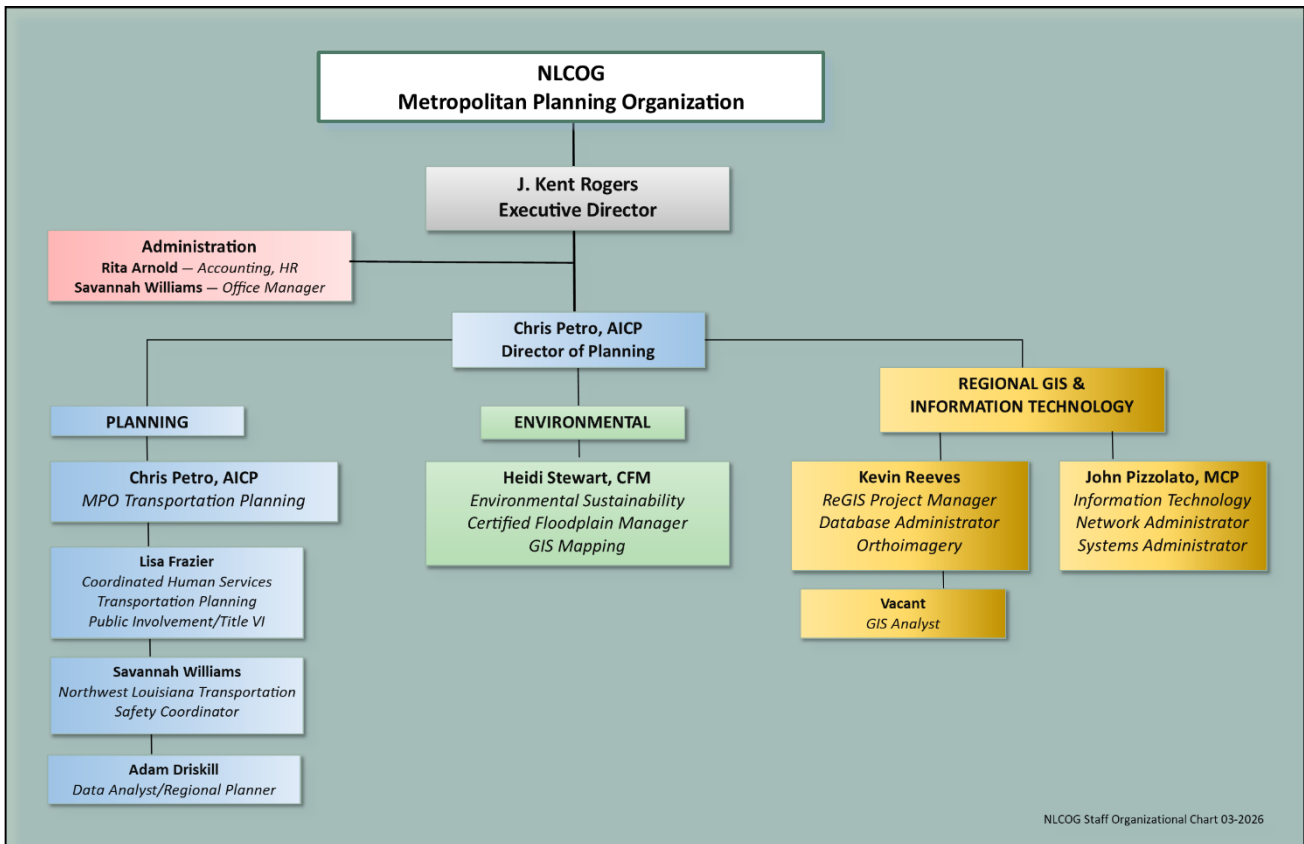 NLCOG
Metropolitan Planning Organization
J. Kent Rogers
Executive Director
Administration
Rita Arnold — Accounting, HR
Savannah Williams — Office Manager
Chris Petro, AICP
Director of Planning
PLANNING
Chris Petro, AICP
MPO Transportation Planning
Lisa Frazier
Coordinated Human Services
Transportation Planning
Public Involvement/Title VI
Savannah Williams
Northwest Louisiana Transportation
Safety Coordinator
Adam Driskill
Data Analyst/Regional Planner
ENVIRONMENTAL
Heidi Stewart, CFM
Environmental Sustainability
Certified Floodplain Manager
GIS Mapping
REGIONAL GIS &
INFORMATION TECHNOLOGY
Kevin Reeves
ReGIS Project Manager
Database Administrator
Orthoimagery
Vacant
GIS Analyst
John Pizzolato, MCP
Information Technology
Network Administrator
Systems Administrator
NLCOG Staff Organizational Chart 03-2026